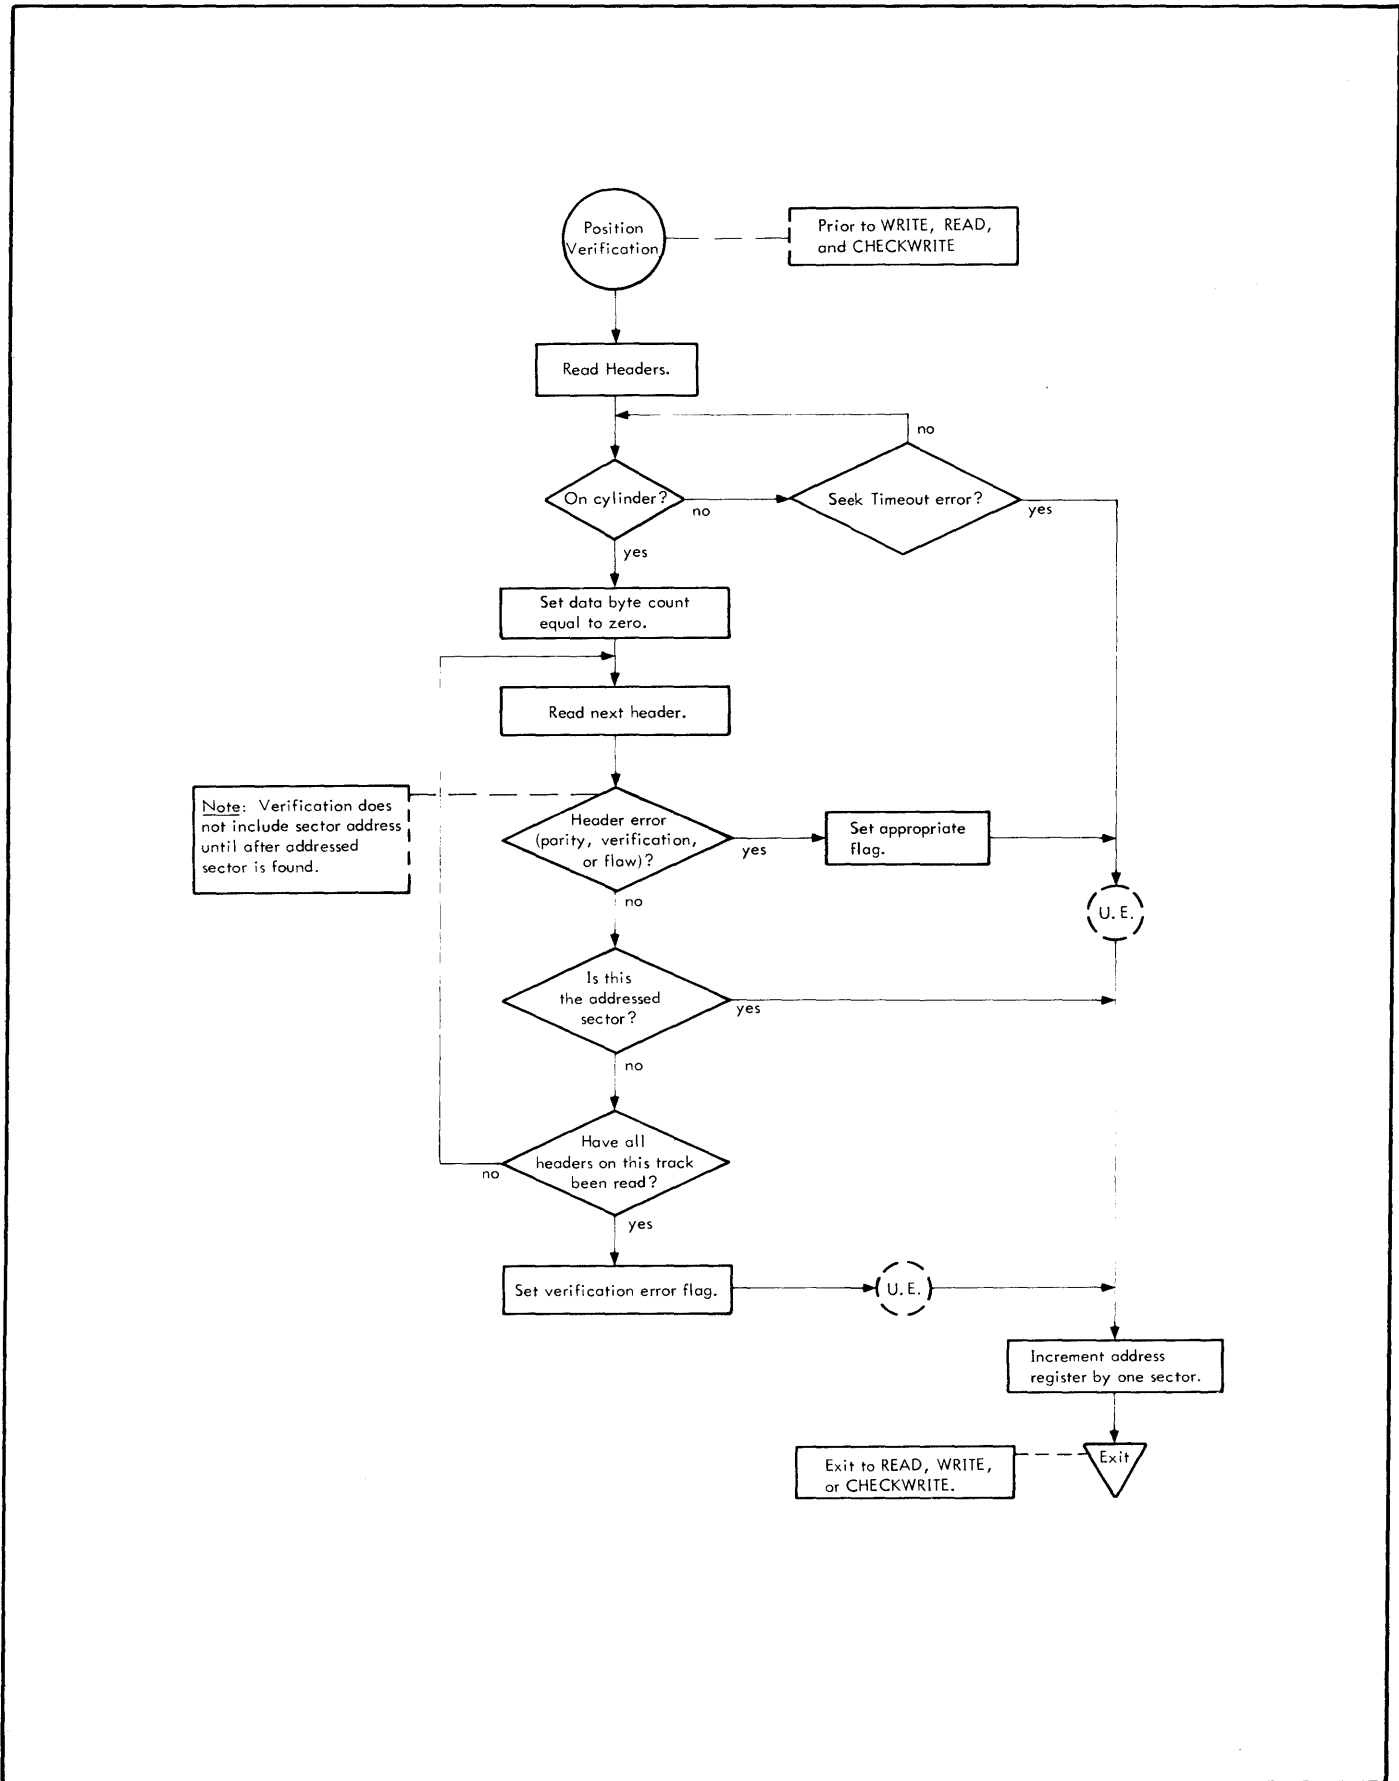 Position
Verification
Prior to WRITE, READ,
and CHECKWRITE
Read Headers.
no
On cylinder?
no
Seek Timeout error?
yes
yes
Set data byte count
equal to zero.
Read next header.
Note: Verification does
not include sector address
until after addressed
sector is found.
Header error
(parity, verification,
or flaw)?
yes
Set appropriate
flag.
no
U.E.
Is this
the addressed
sector?
yes
no
Have all
headers on this track
been read?
no
yes
Set verification error flag.
U.E.
Increment address
register by one sector.
Exit to READ, WRITE,
or CHECKWRITE.
Exit